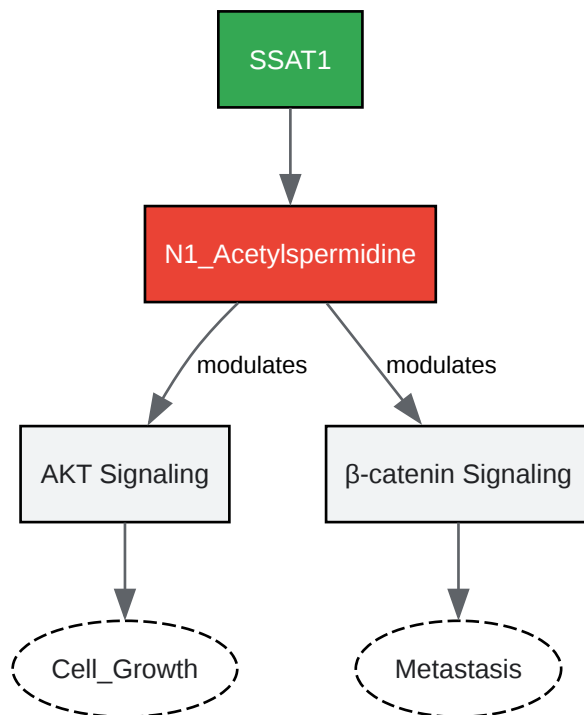 SSAT1
N1_Acetylspermidine
modulates
modulates
AKT Signaling
β-catenin Signaling
Cell_Growth
Metastasis